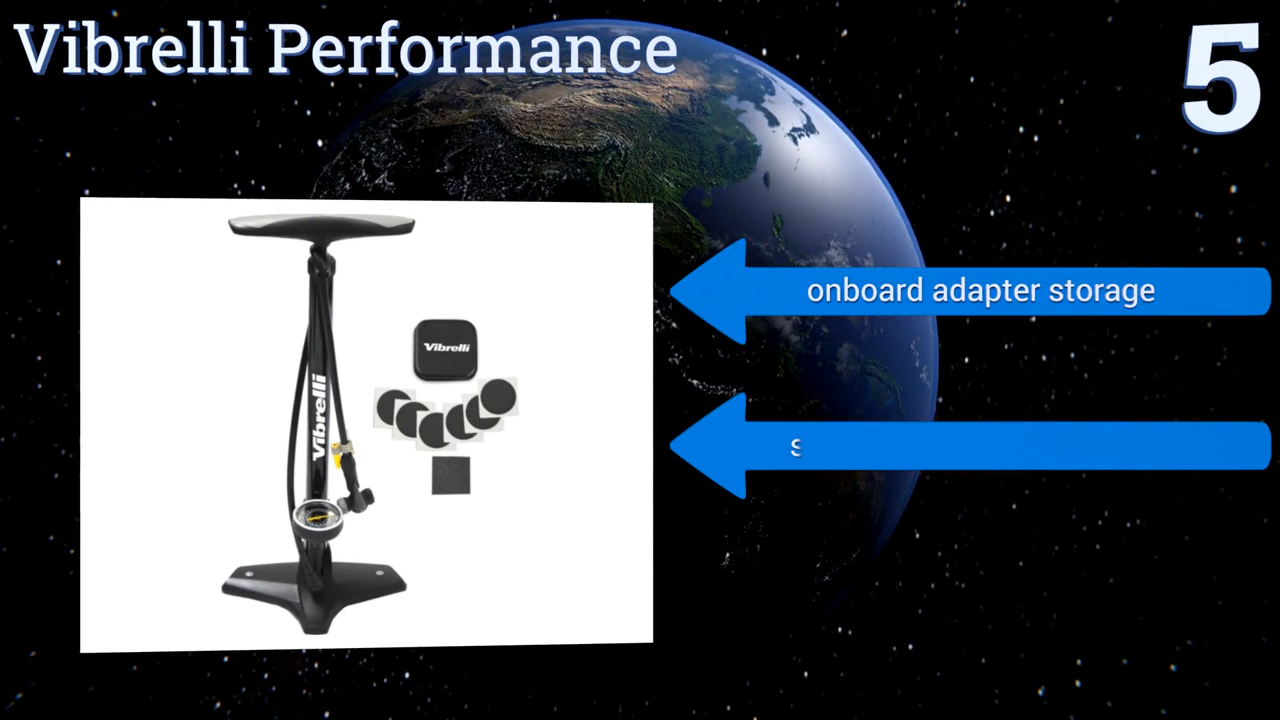 Vibrelli Performance
5
onboard adapter storage
s
Vibrelli
Vibrelli